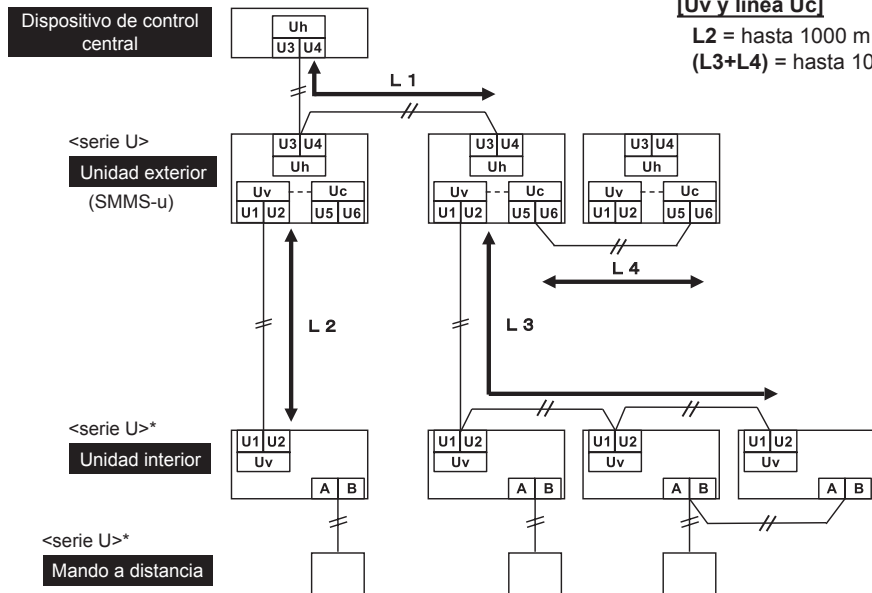 Dispositivo de control
central
Uh
U3 U4
[Uv y línea Uc]
L2 = hasta 1000 m
(L3+L4) = hasta 10
L 1
<serie U>
Unidad exterior
(SMMS-u)
U3 U4
Uh
Uv Uc
U1 U2 U5 U6
U3 U4
Uh
Uv Uc
U1 U2 U5 U6
U3 U4
Uh
Uv Uc
U1 U2 U5 U6
L 4
L 2
L 3
<serie U>*
Unidad interior
U1 U2
Uv
A B
U1 U2
Uv
A B
U1 U2
Uv
A B
U1 U2
Uv
A B
<serie U>*
Mando a distancia